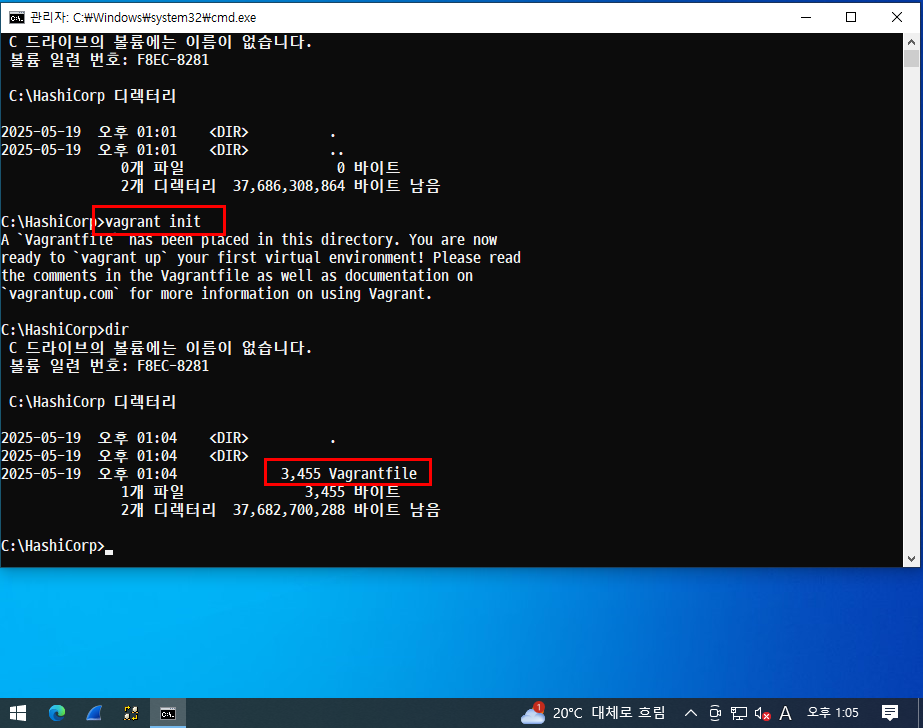 관리자: C:₩Windows₩system32₩cmd.exe
C 드라이브의 볼륨에는 이름이 없습니다.
볼륨 일련 번호: F8EC-8281
C:\HashiCorp 디렉터리
2025-05-19  오후 01:01    <DIR>          .
2025-05-19  오후 01:01    <DIR>          ..
0개 파일                   0 바이트
2개 디렉터리  37,686,308,864 바이트 남음
C:\HashiCorp>vagrant init
A `Vagrantfile` has been placed in this directory. You are now
ready to `vagrant up` your first virtual environment! Please read
the comments in the Vagrantfile as well as documentation on
`vagrantup.com` for more information on using Vagrant.
C:\HashiCorp>dir
C 드라이브의 볼륨에는 이름이 없습니다.
볼륨 일련 번호: F8EC-8281
C:\HashiCorp 디렉터리
2025-05-19  오후 01:04    <DIR>          .
2025-05-19  오후 01:04    <DIR>
2025-05-19  오후 01:04             3,455 Vagrantfile
1개 파일               3,455 바이트
2개 디렉터리  37,682,700,288 바이트 남음
C:\HashiCorp>
1
20°C 대체로 흐림
A
오후 1:05